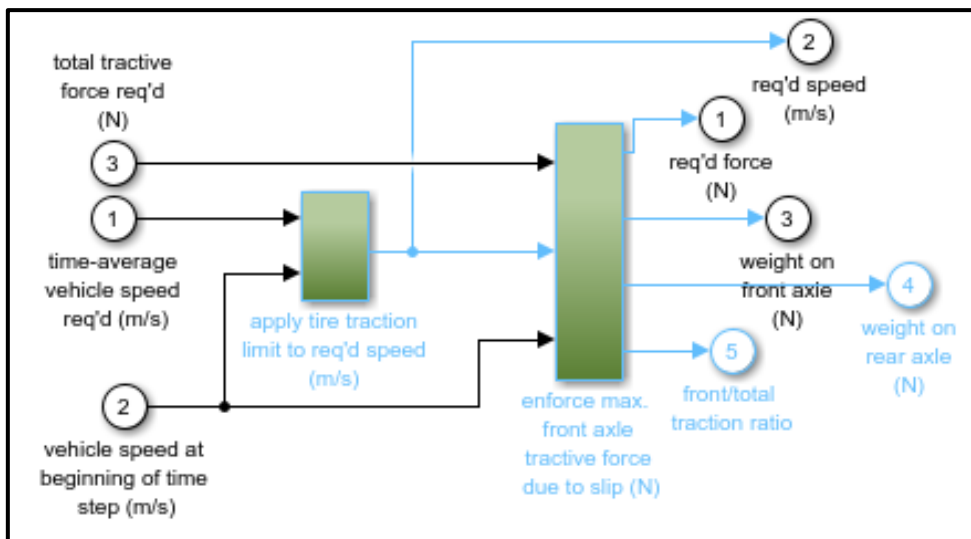 total tractive
force req'd
(N)
3
1
time-average
vehicle speed
req'd (m/s)
2
vehicle speed at
beginning of time
step (m/s)
apply tire traction
limit to req'd speed
(m/s)
enforce max.
front axle
tractive force
due to slip (N)
2
req'd speed
(m/s)
1
req'd force
(N)
3
weight on
front axle
(N)
4
weight on
rear axle
(N)
5
front/total
traction ratio